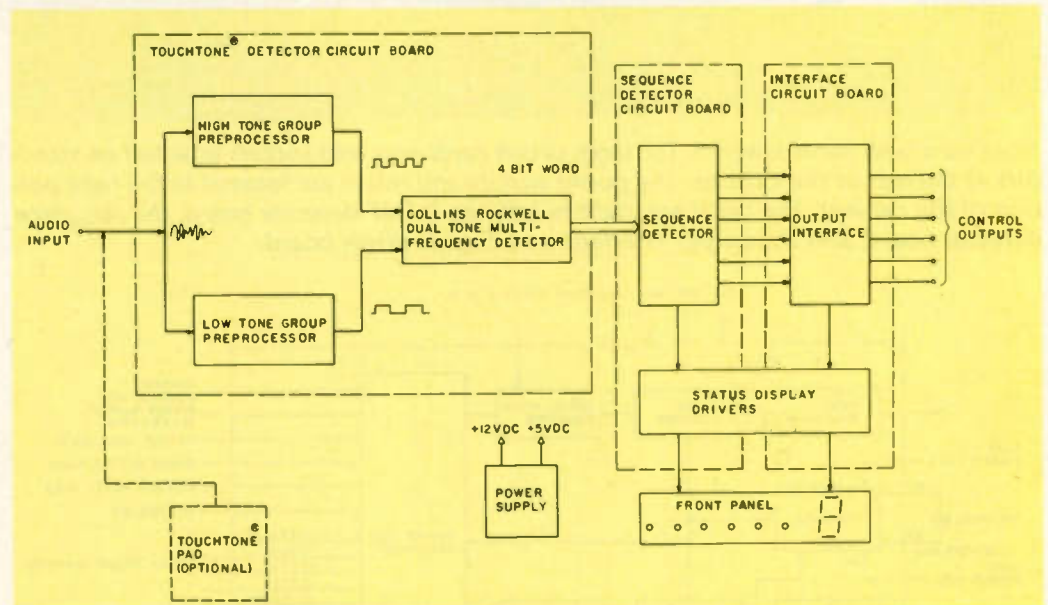 TOUCHTONE® DETECTOR CIRCUIT BOARD
HIGH TONE GROUP
PREPROCESSOR
4 BIT WORD
COLLINS ROCKWELL
DUAL TONE MULTI-
FREQUENCY DETECTOR
AUDIO
INPUT
LOW TONE GROUP
PREPROCESSOR
SEQUENCE
DETECTOR
CIRCUIT BOARD
INTERFACE
CIRCUIT BOARD
SEQUENCE
DETECTOR
OUTPUT
INTERFACE
CONTROL
OUTPUTS
STATUS DISPLAY
DRIVERS
+12VDC +5VDC
POWER
SUPPLY
FRONT PANEL
8
TOUCHTONE®
PAD
(OPTIONAL)